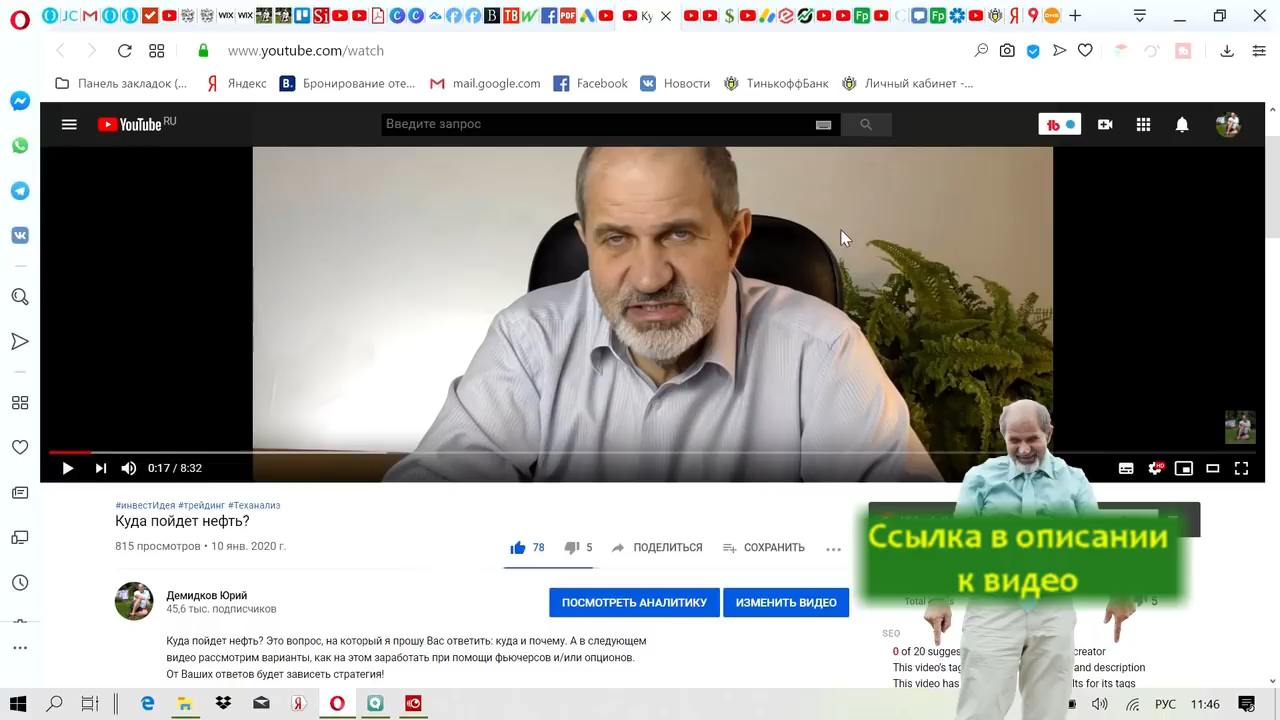 www.youtube.com/watch
Панель закладок (...
Яндекс
Бронирование оте...
mail.google.com
Facebook
Новости
ТинькоффБанк
Личный кабинет -...
YouTube RU
Введите запрос
0:17 / 8:32
#инвестИдея #трейдинг #Теханализ
Куда пойдет нефть?
815 просмотров • 10 янв. 2020 г.
78
5
ПОДЕЛИТЬСЯ
СОХРАНИТЬ
Ссылка в описании
к видео
Демидков Юрий
45,6 тыс. подписчиков
ПОСМОТРЕТЬ АНАЛИТИКУ
ИЗМЕНИТЬ ВИДЕО
Total
5
Куда пойдет нефть? Это вопрос, на который я прошу Вас ответить: куда и почему. А в следующем
видео рассмотрим варианты, как на этом заработать при помощи фьючерсов и/или опционов.
От Ваших ответов будет зависеть стратегия!
SEO
0 of 20 sugges creator
This video's tag and description
This video has lts for its tags
РУС
11:46